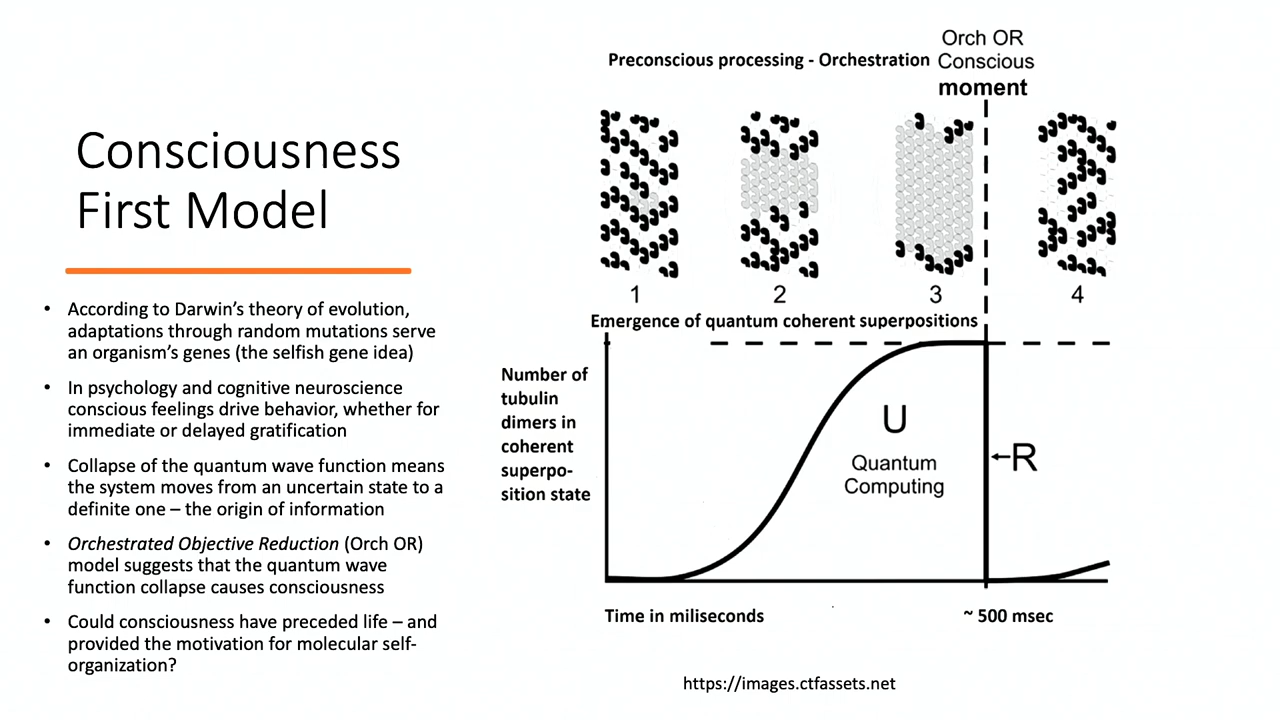 Consciousness
First Model
• According to Darwin’s theory of evolution,
adaptations through random mutations serve
an organism’s genes (the selfish gene idea)
• In psychology and cognitive neuroscience
conscious feelings drive behavior, whether for
immediate or delayed gratification
• Collapse of the quantum wave function means
the system moves from an uncertain state to a
definite one – the origin of information
• Orchestrated Objective Reduction (Orch OR)
model suggests that the quantum wave
function collapse causes consciousness
• Could consciousness have preceded life – and
provided the motivation for molecular self-
organization?
Preconscious processing - Orchestration
Orch OR
Conscious
moment
1 2 3 4
Emergence of quantum coherent superpositions
Number of
tubulin
dimers in
coherent
superpo-
sition state
U
Quantum
Computing
←R
Time in miliseconds
~ 500 msec
https://images.ctfassets.net